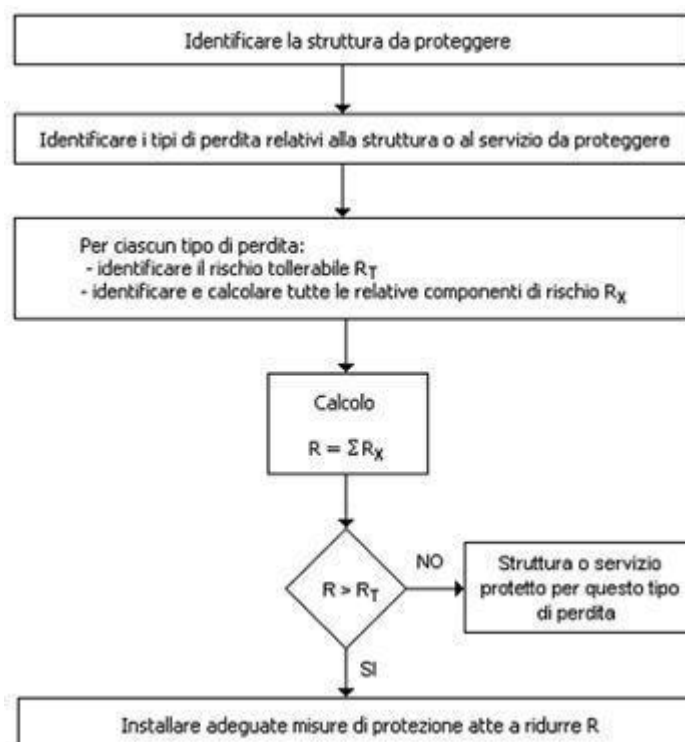 Identificare la struttura da proteggere
Identificare i tipi di perdita relativi alla struttura o al servizio da proteggere
Per ciascun tipo di perdita:
- identificare il rischio tollerabile RT
- identificare e calcolare tutte le relative componenti di rischio RX
Calcolo
R = ΣRX
R > RT
NO
Struttura o servizio
protetto per questo tipo
di perdita
SI
Installare adeguate misure di protezione atte a ridurre R